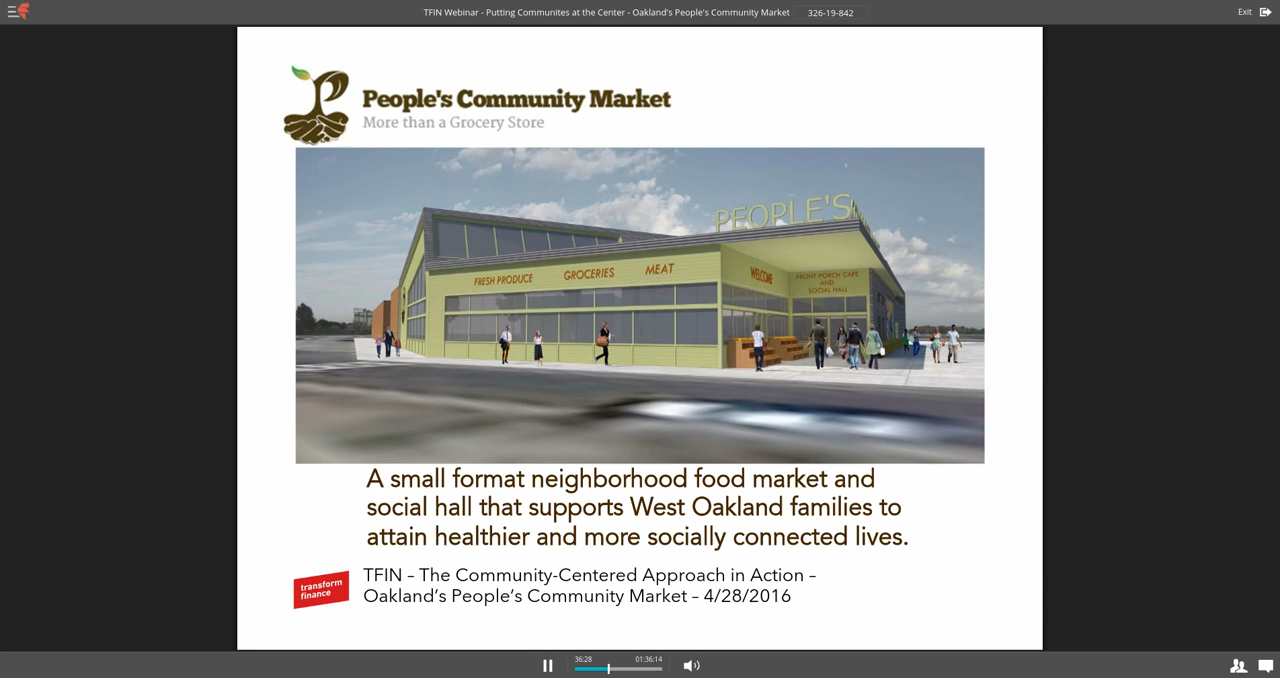 TFIN Webinar - Putting Communites at the Center - Oakland's People's Community Market 326-19-842
Exit
People's Community Market
More than a Grocery Store
PEOPLE'S
FRESH PRODUCE GROCERIES MEAT
WELCOME
FRONT PORCH CAFE
AND
SOCIAL HALL
A small format neighborhood food market and
social hall that supports West Oakland families to
attain healthier and more socially connected lives.
transform
finance
TFIN – The Community-Centered Approach in Action –
Oakland's People's Community Market – 4/28/2016
36:28 01:36:14